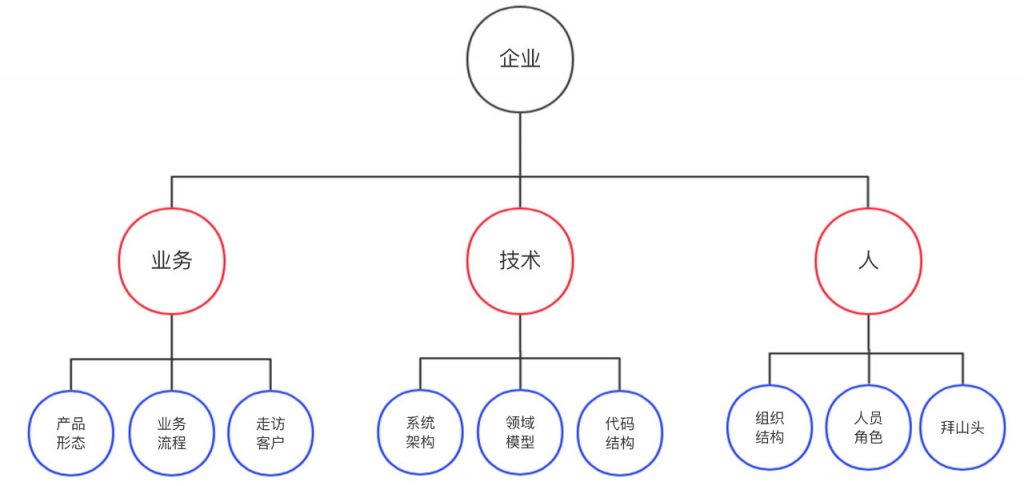 企业
业务
技术
人
产品
形态
业务
流程
走访
客户
系统
架构
领域
模型
代码
结构
组织
结构
人员
角色
拜山头